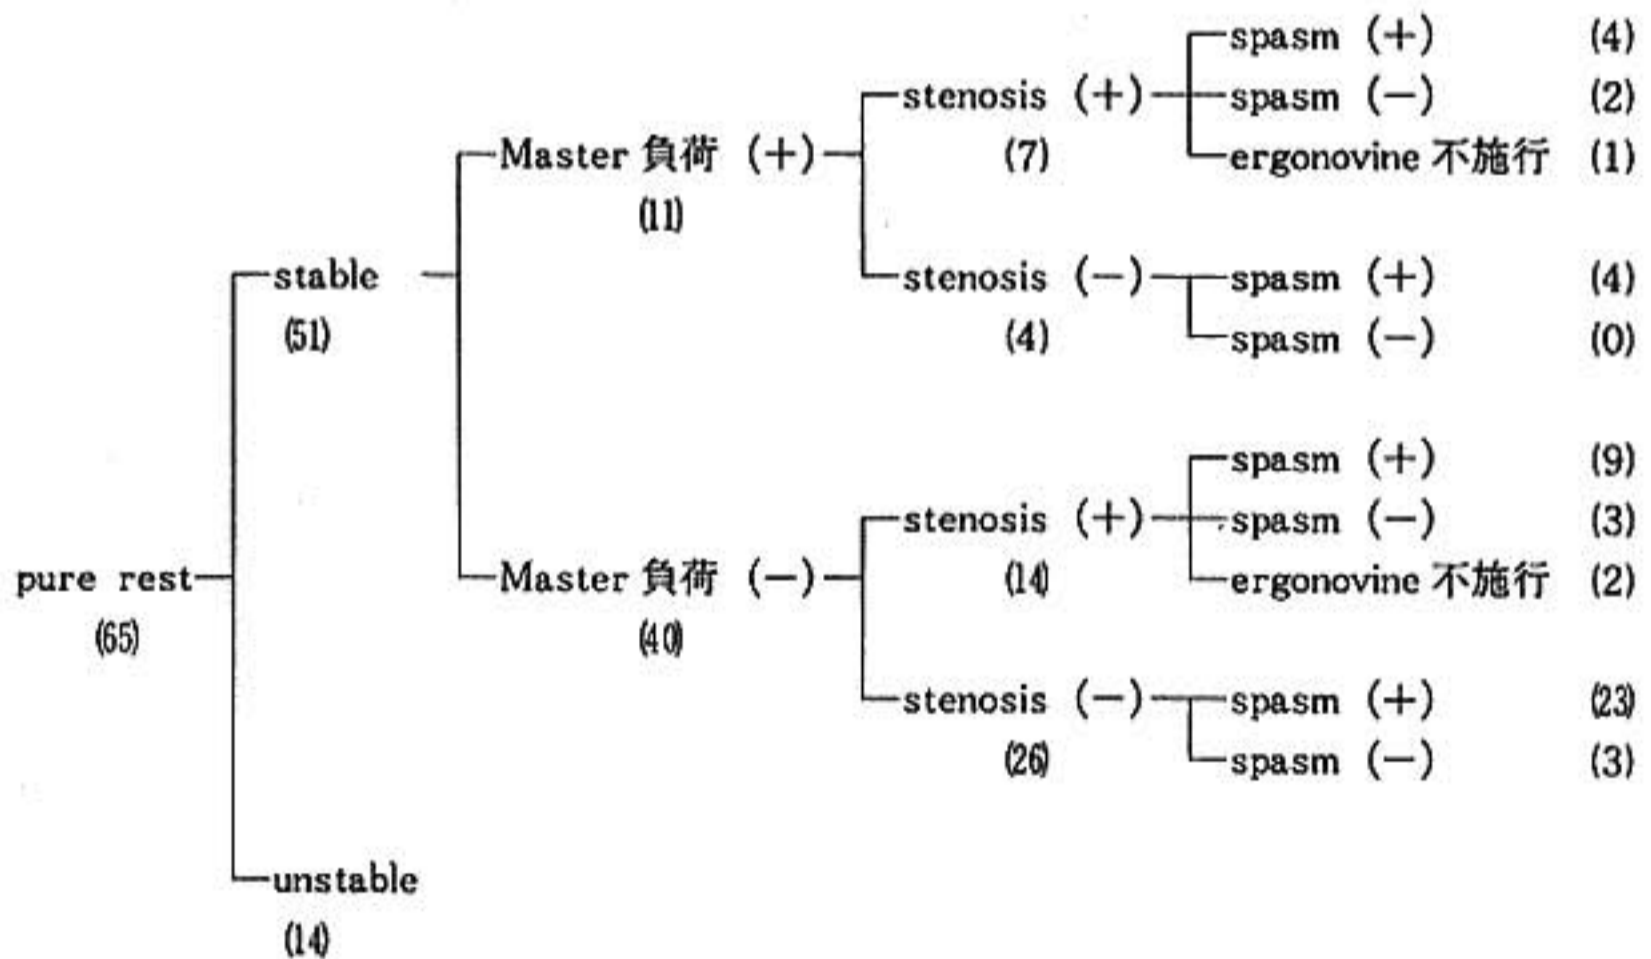 spasm (+) (4)
stenosis (+) spasm (-) (2)
Master 負荷 (+) (7) ergonovine 不施行 (1)
(11)
stable stenosis (-) spasm (+) (4)
(51) (4) spasm (-) (0)
spasm (+) (9)
stenosis (+) spasm (-) (3)
pure rest Master 負荷 (-) (14) ergonovine 不施行 (2)
(65) (40)
stenosis (-) spasm (+) (23)
(26) spasm (-) (3)
unstable
(14)